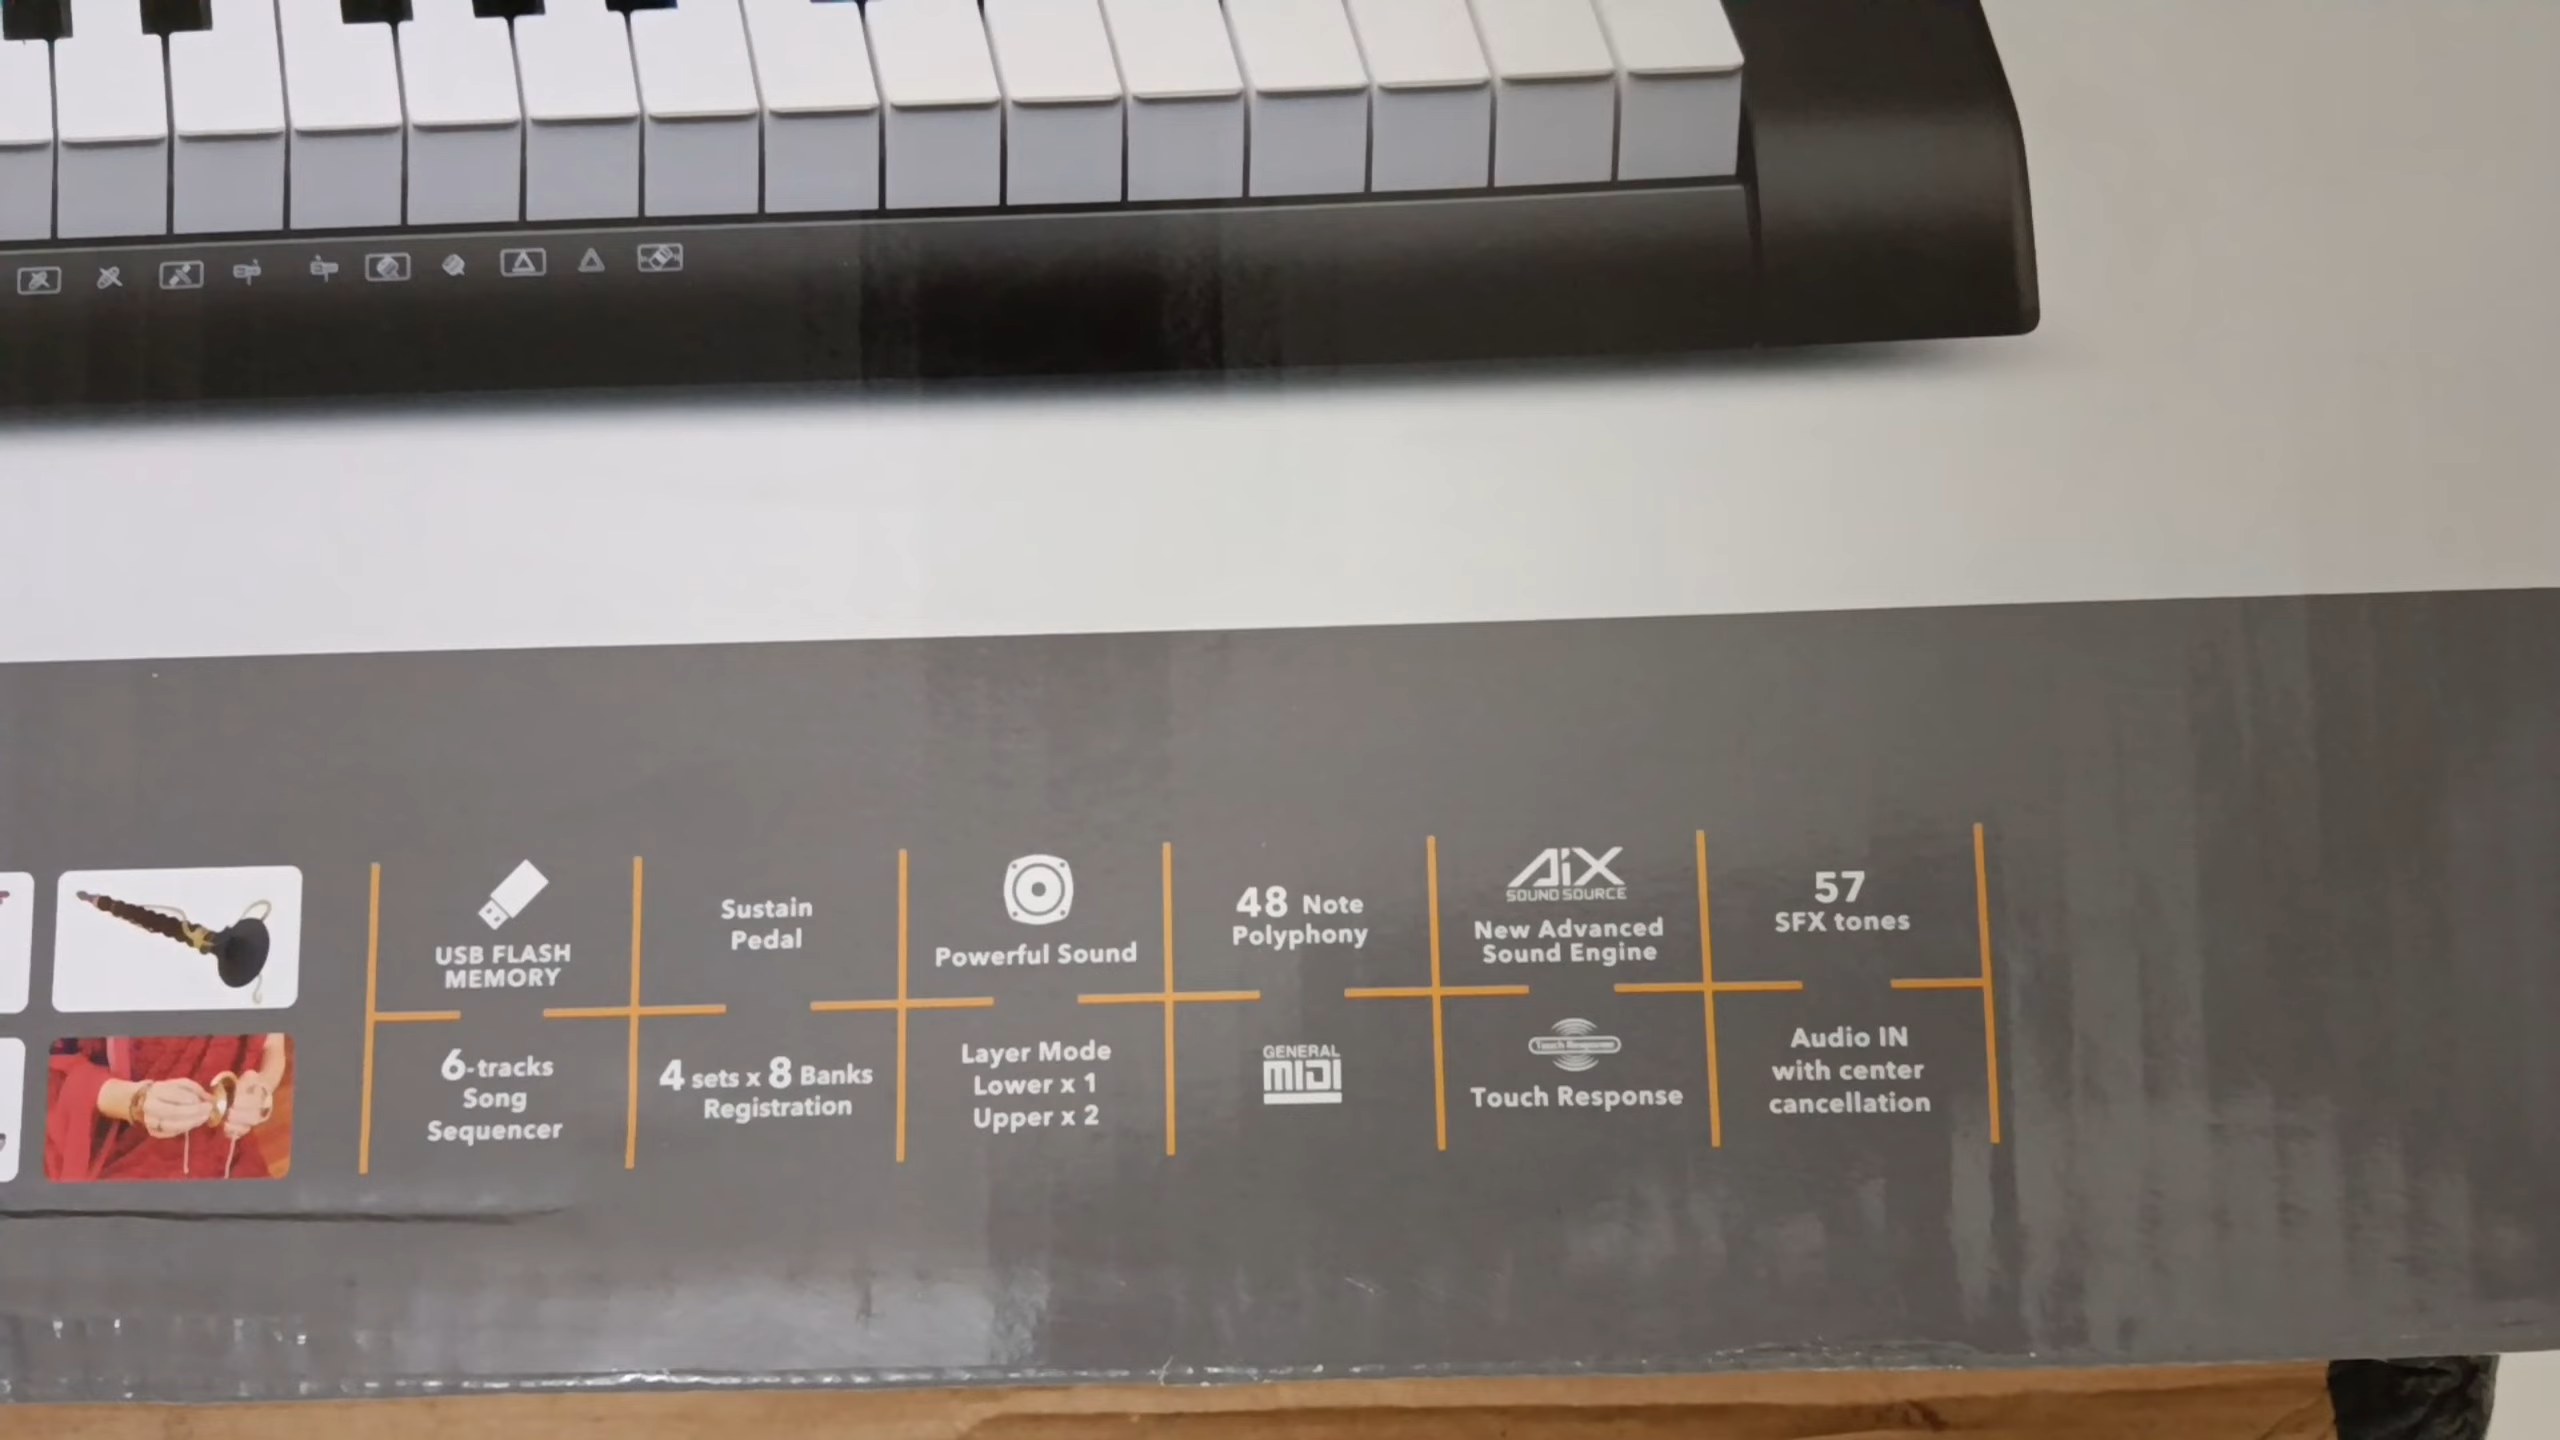 USB FLASH
MEMORY
Sustain
Pedal
Powerful Sound
48 Note
Polyphony
AiX
SOUND SOURCE
New Advanced
Sound Engine
57
SFX tones
6-tracks
Song
Sequencer
4 sets x 8 Banks
Registration
Layer Mode
Lower x 1
Upper x 2
GENERAL
MIDI
Touch Response
Touch Response
Audio IN
with center
cancellation